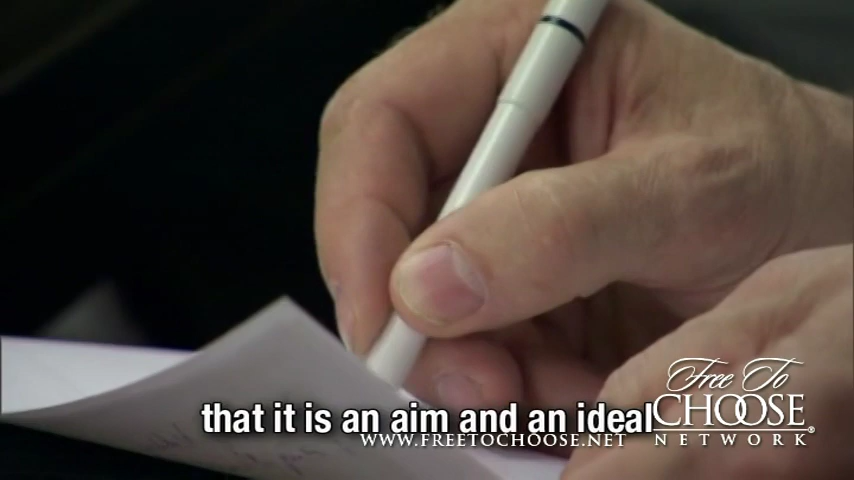 that it is an aim and an ideal
Free To
CHOOSE®
NETWORK
WWW.FREETOCHOOSE.NET